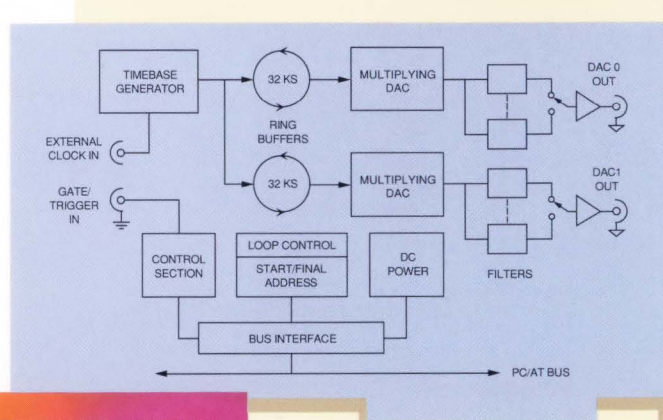 TIMEBASE
GENERATOR
32 KS
MULTIPLYING
DAC
DAC 0
OUT
RING
BUFFERS
EXTERNAL
CLOCK IN
GATE/
TRIGGER
IN
32 KS
MULTIPLYING
DAC
DAC1
OUT
CONTROL
SECTION
LOOP CONTROL
START/FINAL
ADDRESS
DC
POWER
FILTERS
BUS INTERFACE
PC/AT BUS